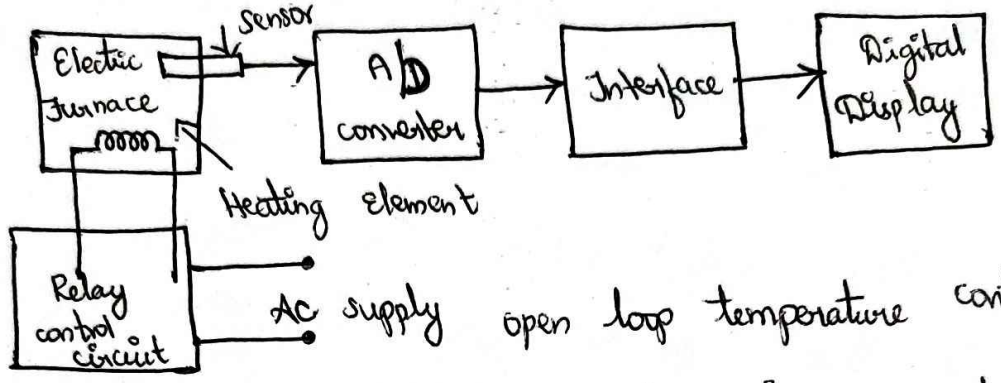 sensor
Electric
Furnace
A/D
converter
Interface
Digital
Display
Heating Element
Relay
control
circuit
AC supply
open loop temperature